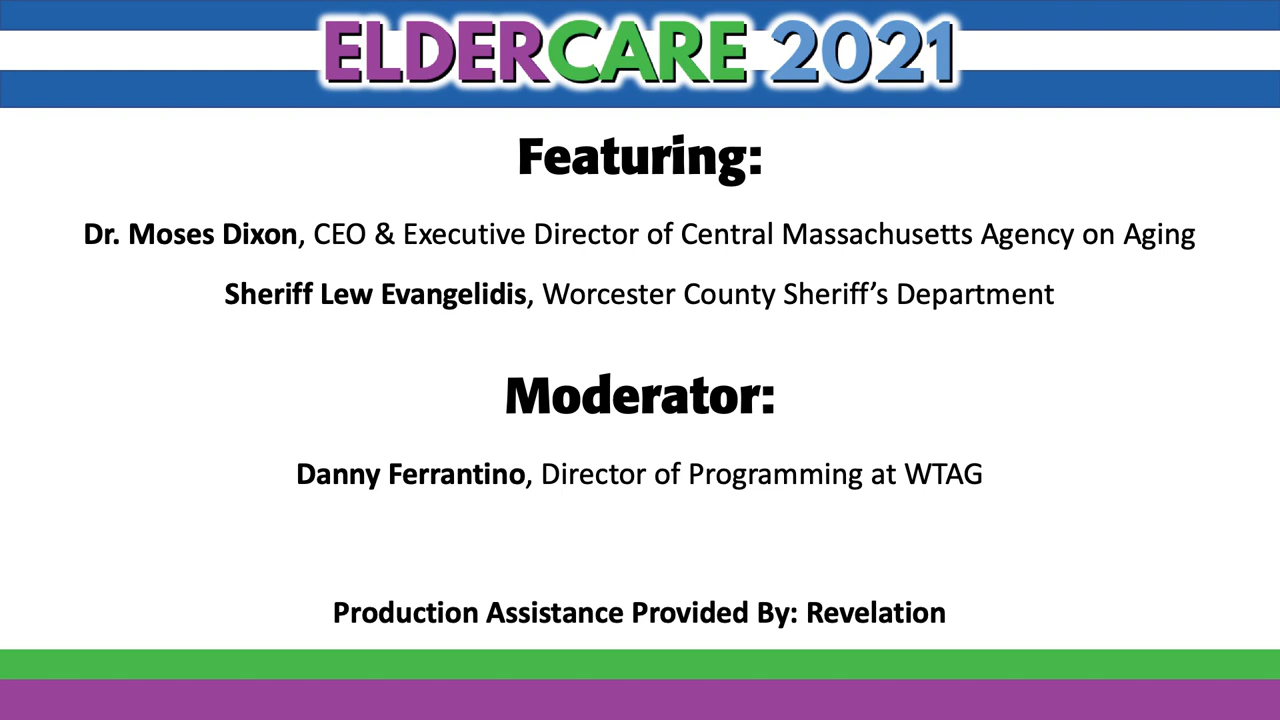 ELDERCARE 2021
Featuring:
Dr. Moses Dixon, CEO & Executive Director of Central Massachusetts Agency on Aging
Sheriff Lew Evangelidis, Worcester County Sheriff’s Department
Moderator:
Danny Ferrantino, Director of Programming at WTAG
Production Assistance Provided By: Revelation